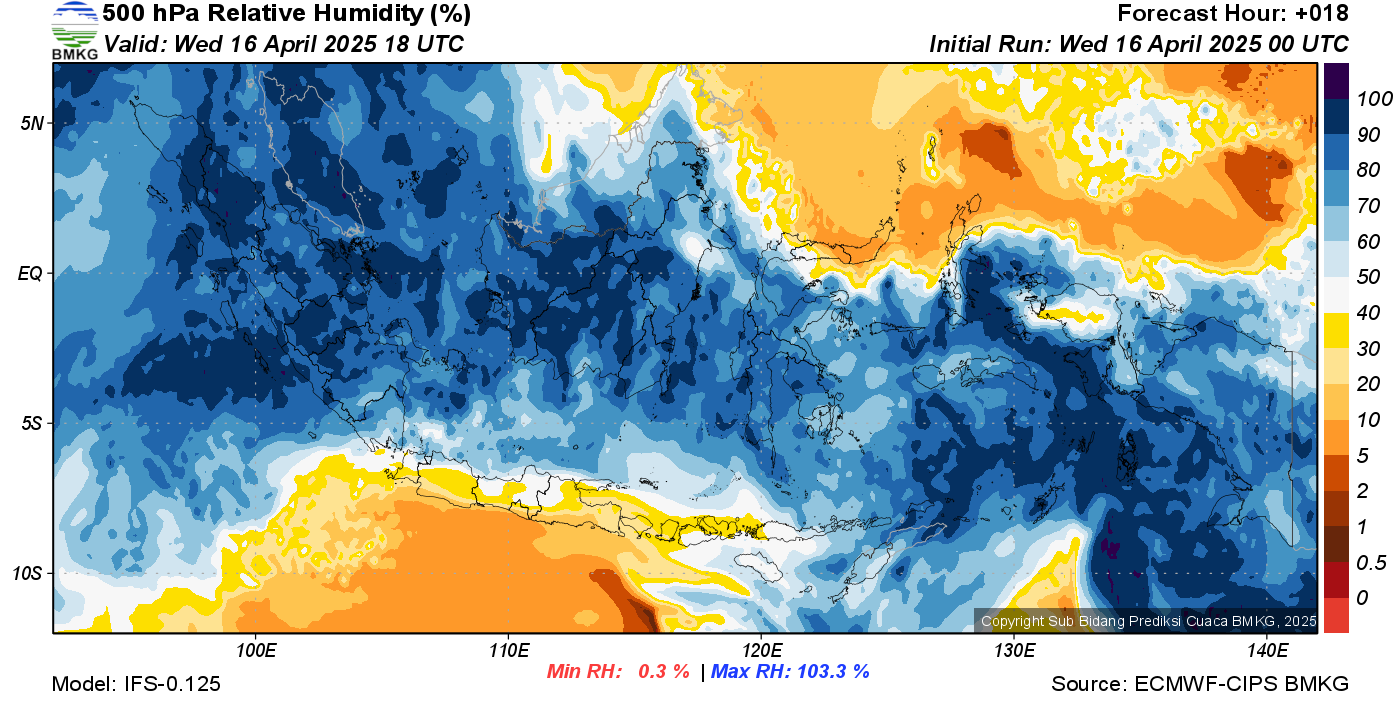 500 hPa Relative Humidity (%)
Forecast Hour: +018
BMKG
Valid: Wed 16 April 2025 18 UTC
Initial Run: Wed 16 April 2025 00 UTC
100
90
80
70
60
50
40
30
20
10
5
2
1
0.5
0
5N
EQ
5S
10S
Copyright Sub Bidang Prediksi Cuaca BMKG, 2025
100E
110E
120E
130E
140E
Min RH: 0.3 % | Max RH: 103.3 %
Model: IFS-0.125
Source: ECMWF-CIPS BMKG